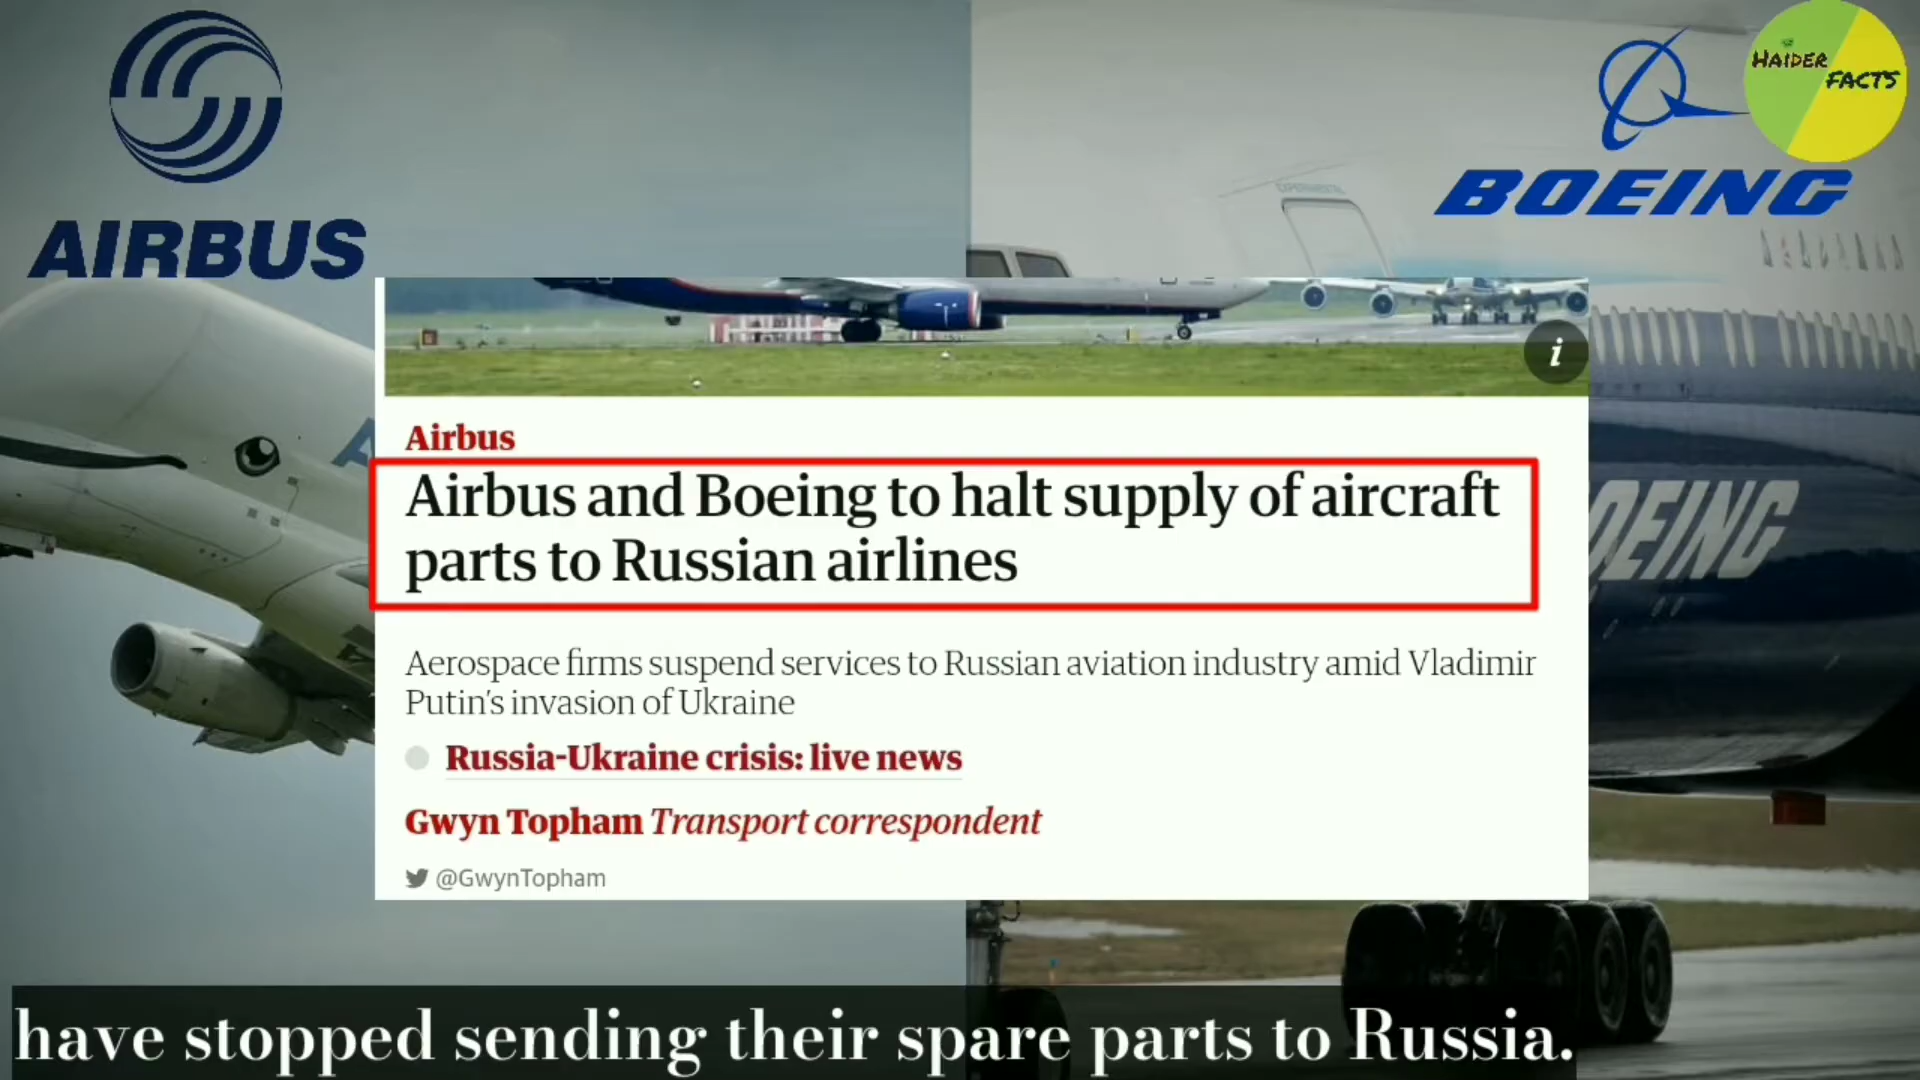 AIRBUS
BOEING
HAIDER
FACTS
EXPERIMENTAL
i
Airbus
Airbus and Boeing to halt supply of aircraft
parts to Russian airlines
Aerospace firms suspend services to Russian aviation industry amid Vladimir
Putin's invasion of Ukraine
Russia-Ukraine crisis: live news
Gwyn Topham Transport correspondent
@GwynTopham
OEING
have stopped sending their spare parts to Russia.